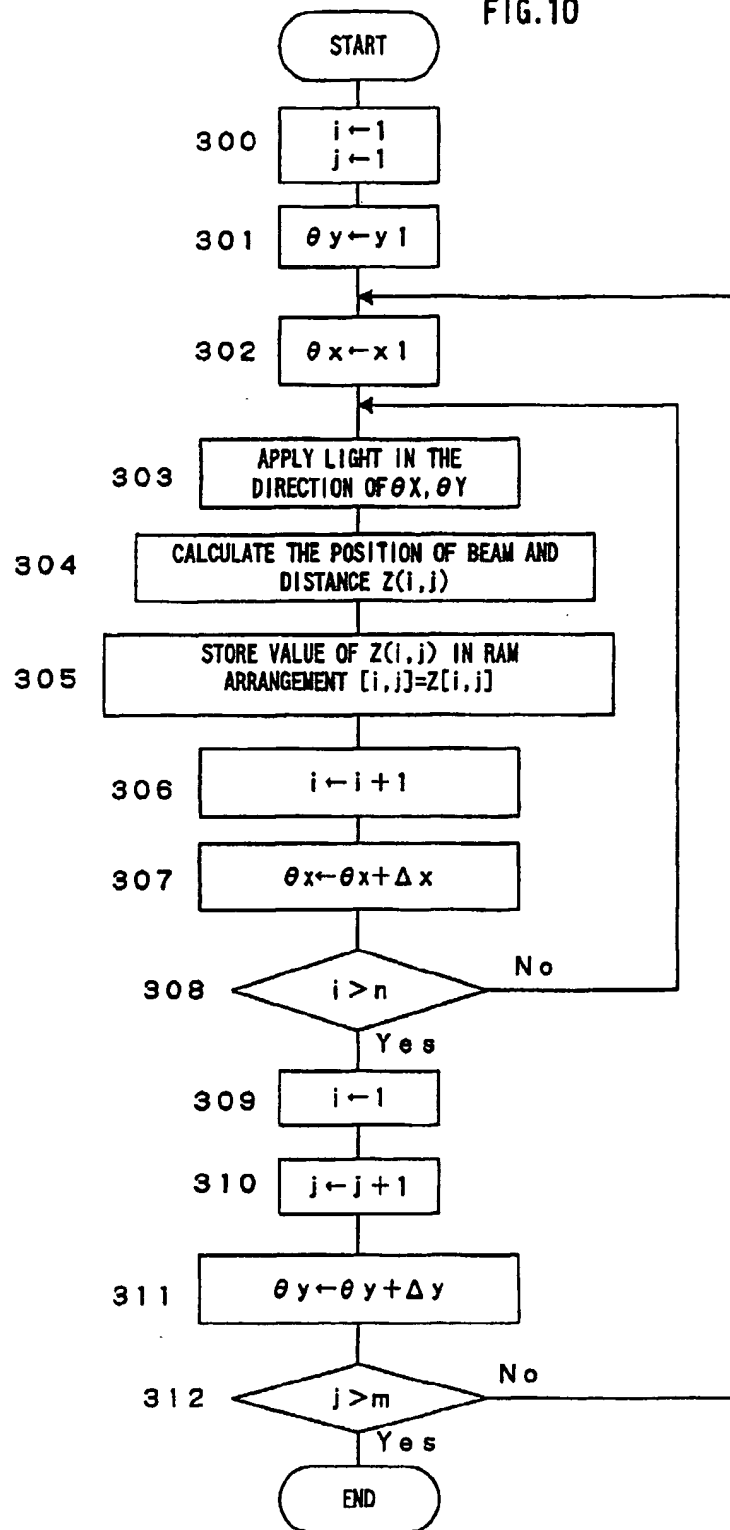 FIG.10
START
300
i←1
j←1
301
θy←y1
302
θx←x1
303
APPLY LIGHT IN THE
DIRECTION OF θX, θY
304
CALCULATE THE POSITION OF BEAM AND
DISTANCE Z(i,j)
305
STORE VALUE OF Z(i,j) IN RAM
ARRANGEMENT [i,j]=Z[i,j]
306
i←i+1
307
θx←θx+Δx
308
i>n
No
Yes
309
i←1
310
j←j+1
311
θy←θy+Δy
312
j>m
No
Yes
END